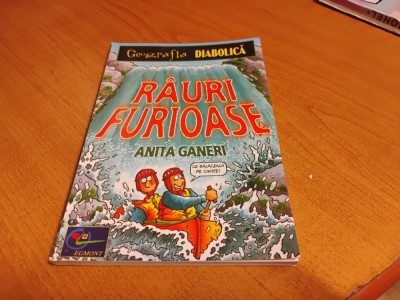 Geografia DIABOLICĂ
RÂURI
FURIOASE
ANITA GANERI
EGMONT